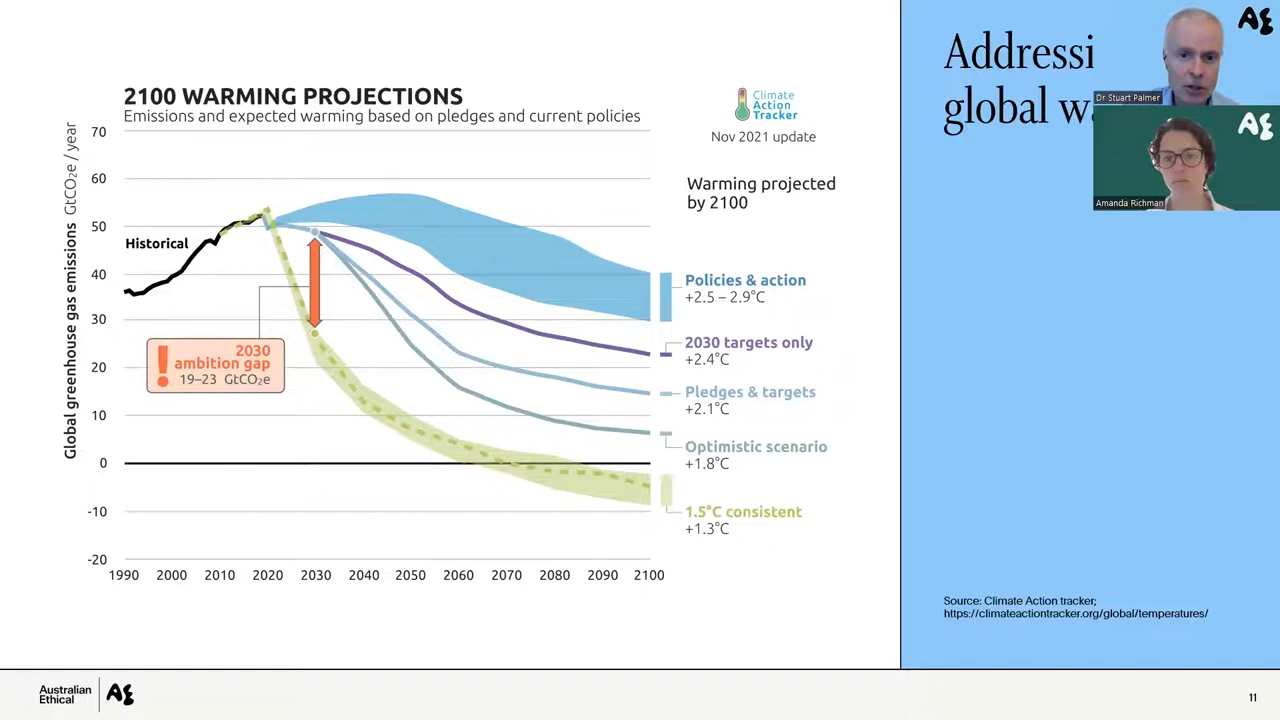 2100 WARMING PROJECTIONS
Emissions and expected warming based on pledges and current policies
Climate
Action
Tracker
Nov 2021 update
Global greenhouse gas emissions GtCO₂e / year
70
60
50
40
30
20
10
0
-10
-20
1990 2000 2010 2020 2030 2040 2050 2060 2070 2080 2090 2100
Historical
2030
ambition gap
19–23 GtCO₂e
Warming projected
by 2100
Policies & action
+2.5 – 2.9°C
2030 targets only
+2.4°C
Pledges & targets
+2.1°C
Optimistic scenario
+1.8°C
1.5°C consistent
+1.3°C
Addressi
global w
Dr Stuart Palmer
Amanda Richman
Source: Climate Action tracker;
https://climateactiontracker.org/global/temperatures/
Australian
Ethical
11